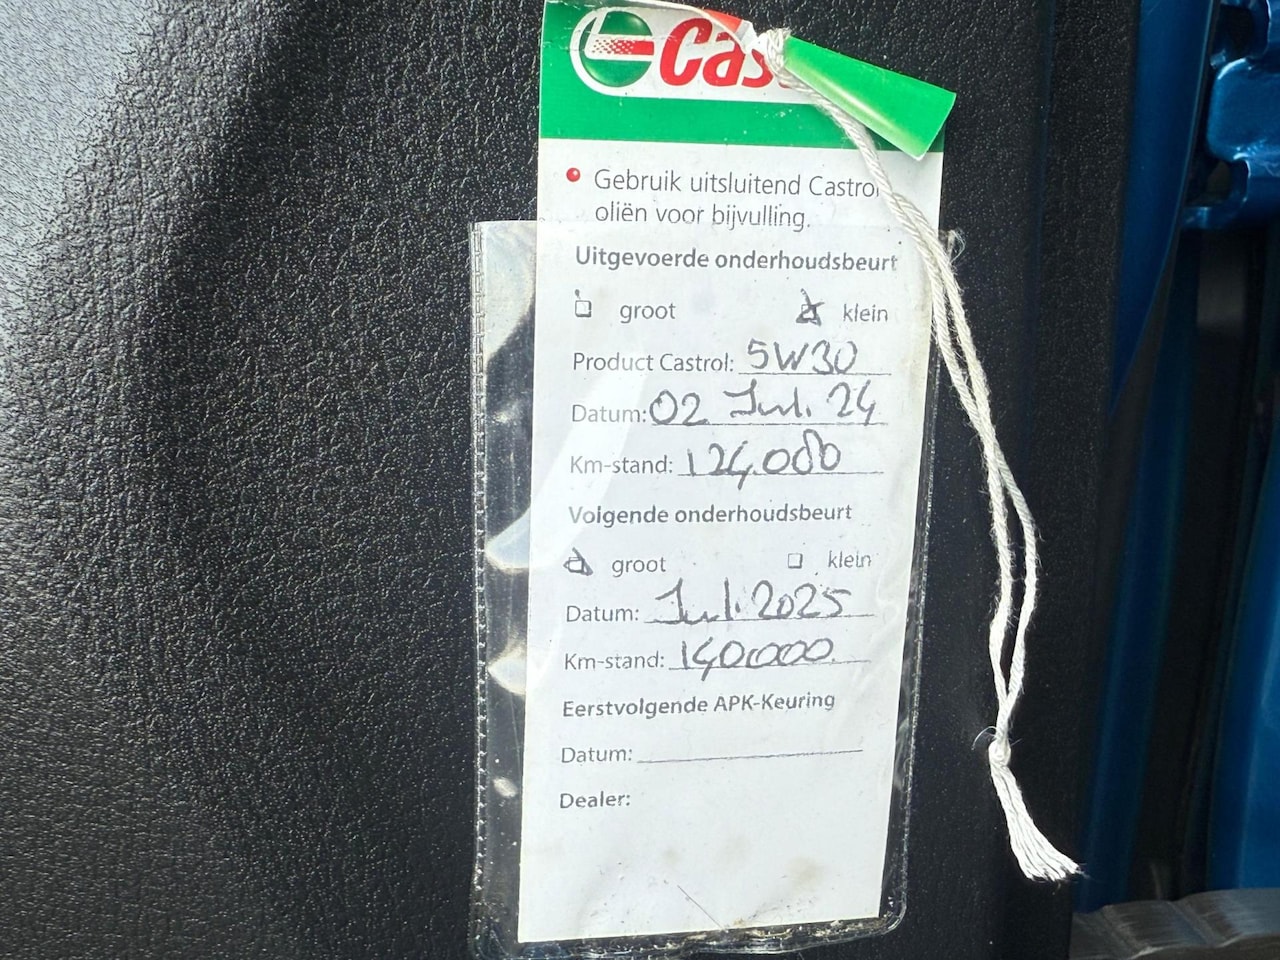 Cas
Gebruik uitsluitend Castrol
oliën voor bijvulling.
Uitgevoerde onderhoudsbeurt
groot klein
Product Castrol: 5W30
Datum: 02 Jul. 24
Km-stand: 124.000
Volgende onderhoudsbeurt
groot klein
Datum: Jul. 2025
Km-stand: 140.000
Eerstvolgende APK-Keuring
Datum:
Dealer: